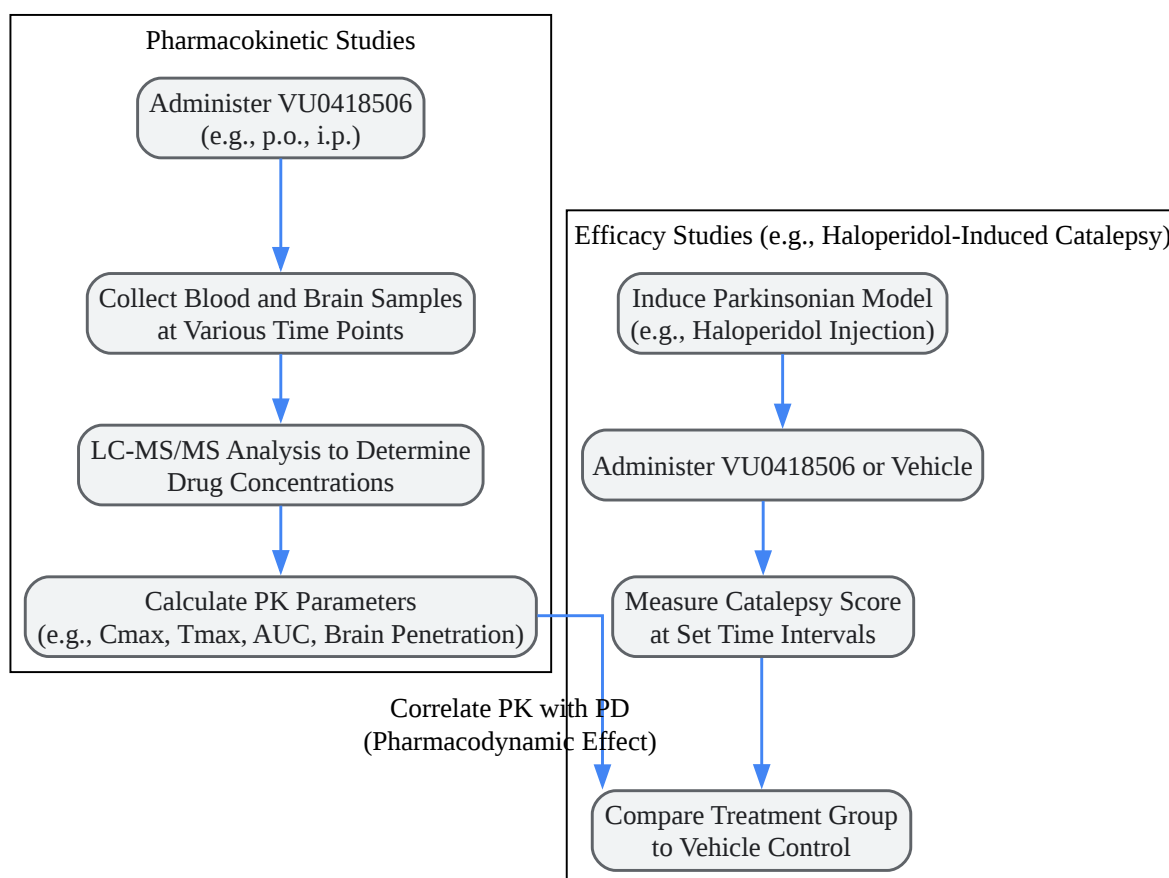 Pharmacokinetic Studies
Administer VU0418506
(e.g., p.o., i.p.)
Collect Blood and Brain Samples
at Various Time Points
LC-MS/MS Analysis to Determine
Drug Concentrations
Calculate PK Parameters
(e.g., Cmax, Tmax, AUC, Brain Penetration)
Correlate PK with PD
(Pharmacodynamic Effect)
Efficacy Studies (e.g., Haloperidol-Induced Catalepsy)
Induce Parkinsonian Model
(e.g., Haloperidol Injection)
Administer VU0418506 or Vehicle
Measure Catalepsy Score
at Set Time Intervals
Compare Treatment Group
to Vehicle Control